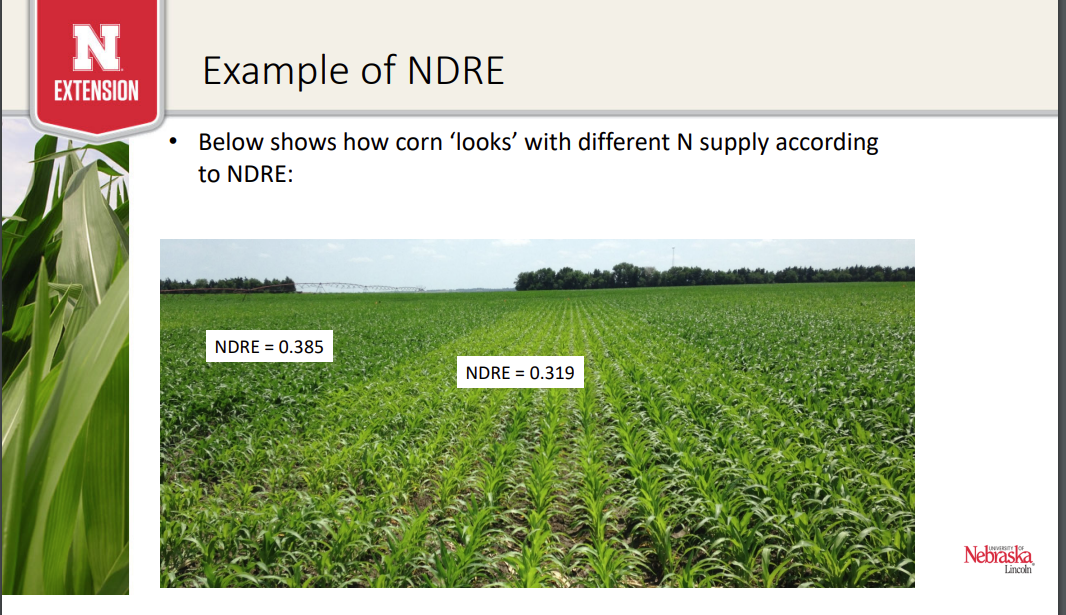 N
EXTENSION
Example of NDRE
• Below shows how corn ‘looks’ with different N supply according
to NDRE:
NDRE = 0.385
NDRE = 0.319
UNIVERSITY OF
Nebraska
Lincoln